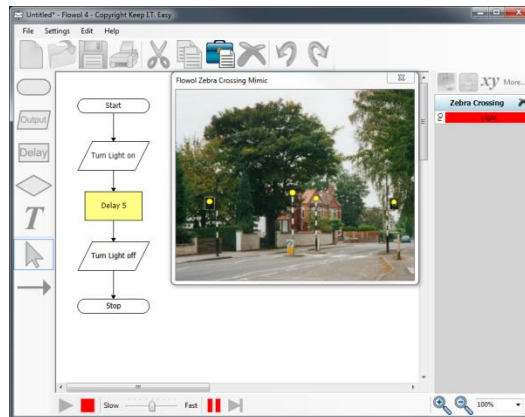 Untitled* - Flowol 4 - Copyright Keep I.T. Easy
File Settings Edit Help
xy More...
Output
Delay
T
Start
Turn Light on
Delay 5
Turn Light off
Stop
Flowol Zebra Crossing Mimic
Zebra Crossing
Light
Slow Fast
100%